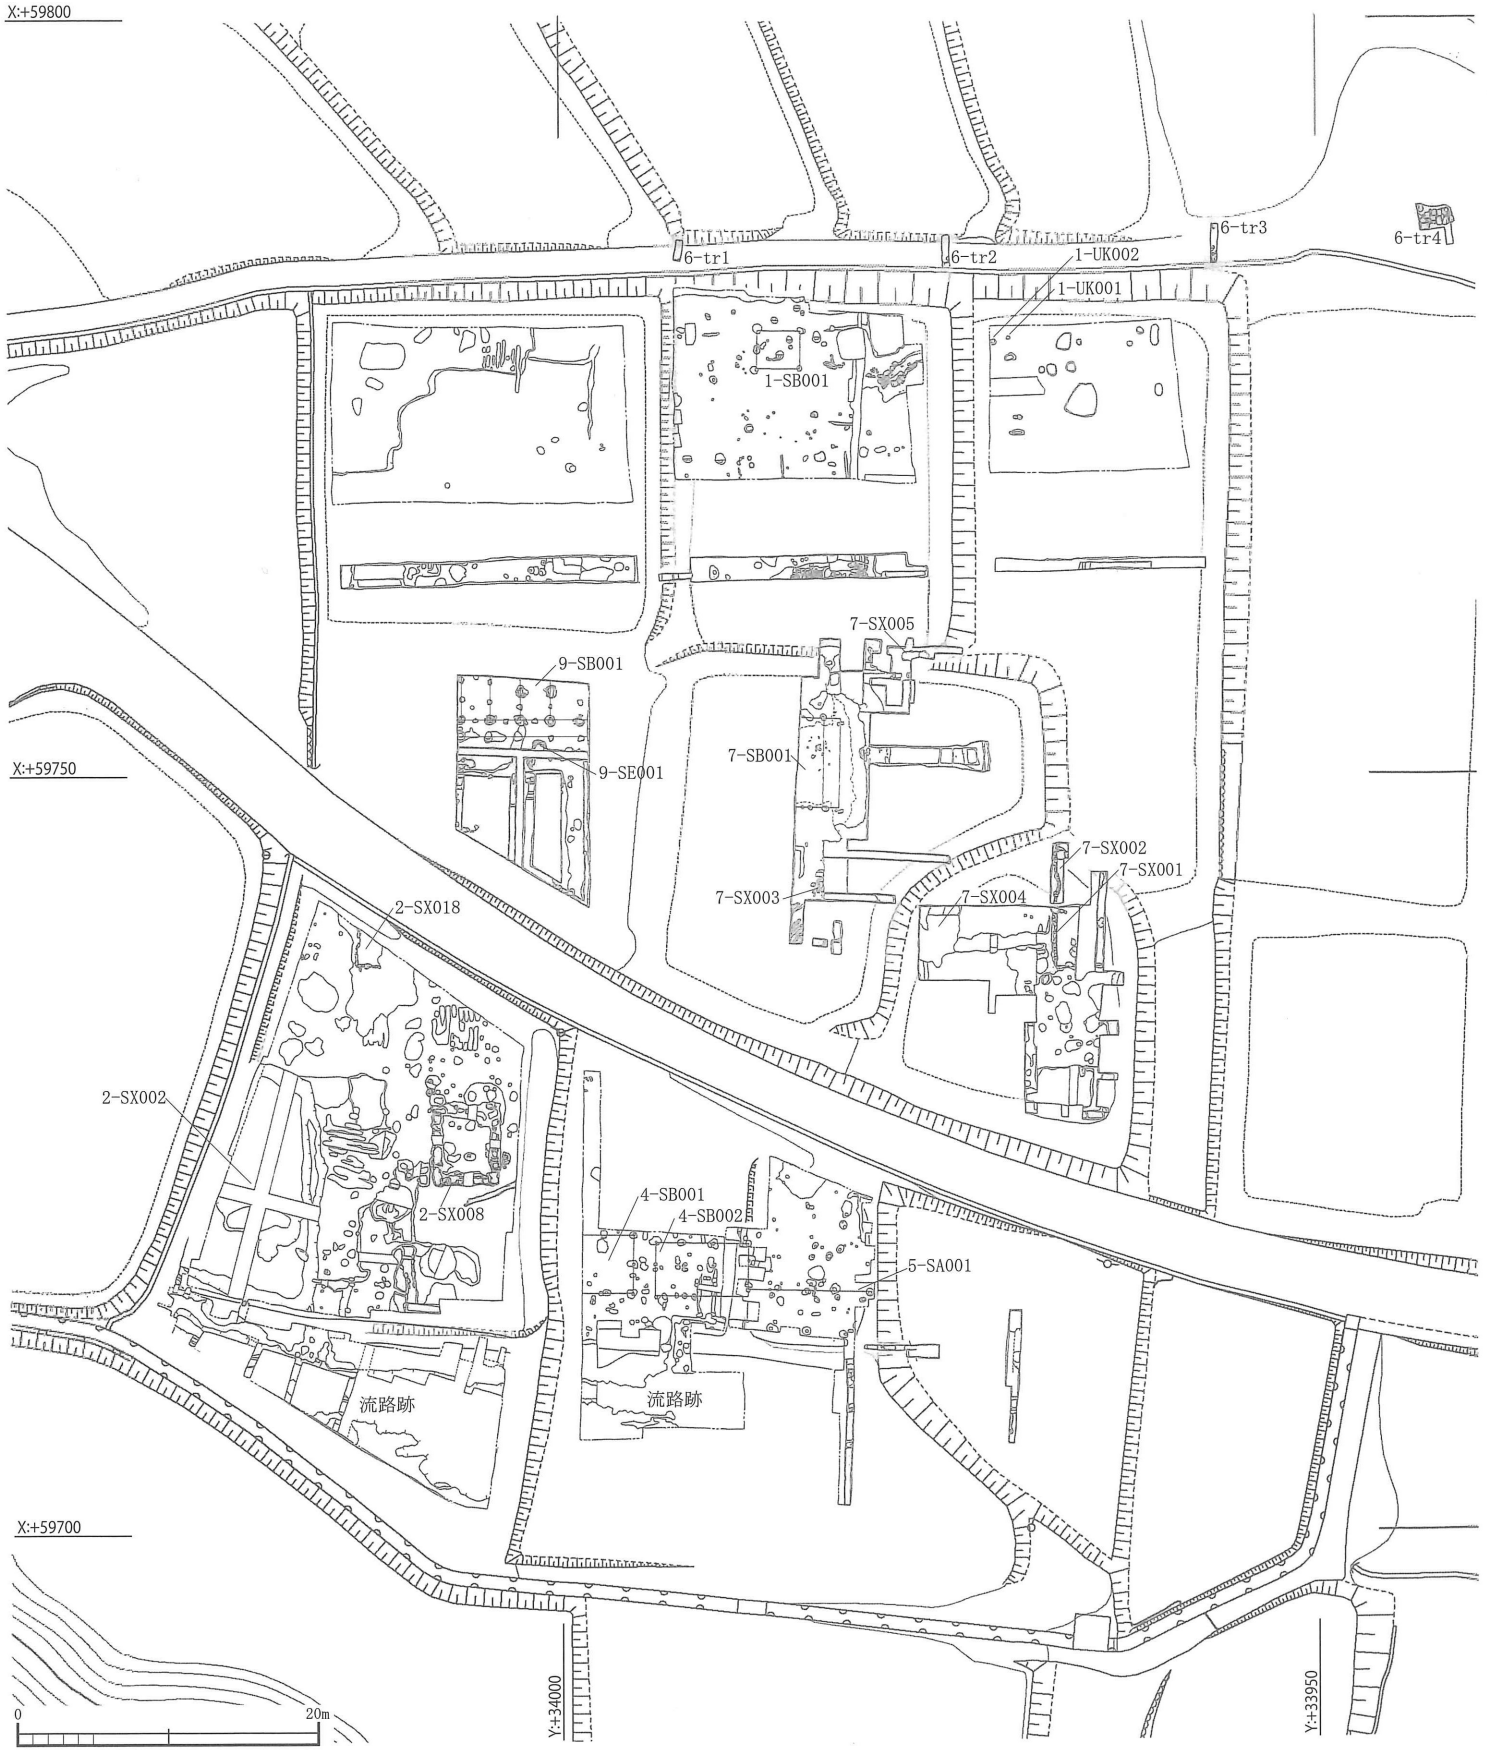 X:+59800
6-tr3
6-tr4
6-tr1
6-tr2
1-UK002
1-UK001
1-SB001
7-SX005
9-SB001
7-SB001
X:+59750
9-SE001
7-SX002
7-SX001
7-SX003
7-SX004
2-SX018
2-SX002
4-SB001
2-SX008
4-SB002
5-SA001
流路跡
流路跡
X:+59700
Y:+34000
Y:+33950
0
20m